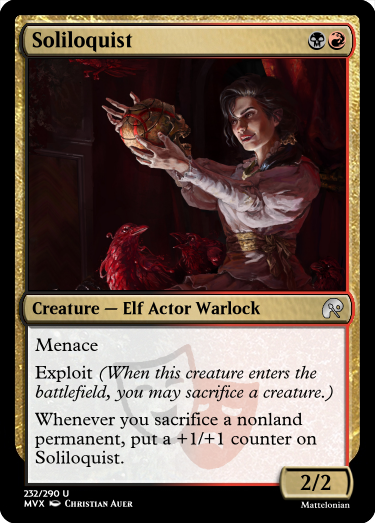 Soliloquist
Creature — Elf Actor Warlock
Menace
Exploit (When this creature enters the
battlefield, you may sacrifice a creature.)
Whenever you sacrifice a nonland
permanent, put a +1/+1 counter on
Soliloquist.
2/2
232/290 U
MVX Christian Auer
Mattelonian